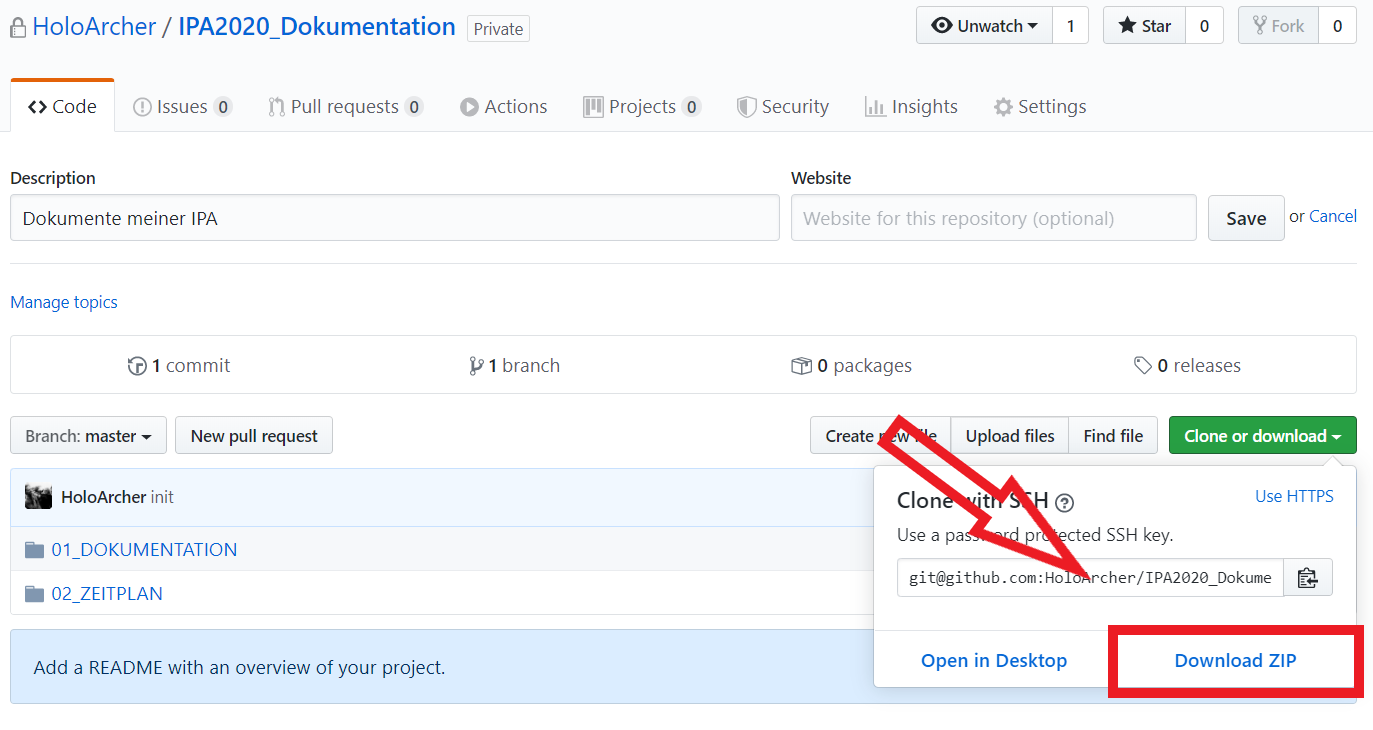 HoloArcher / IPA2020_Dokumentation Private Unwatch 1 Star 0 Fork 0
Code Issues 0 Pull requests 0 Actions Projects 0 Security Insights Settings
Description Website
Dokumente meiner IPA Website for this repository (optional) Save or Cancel
Manage topics
1 commit 1 branch 0 packages 0 releases
Branch: master New pull request Create new file Upload files Find file Clone or download
HoloArcher init
01_DOKUMENTATION
02_ZEITPLAN
Add a README with an overview of your project.
Clone with SSH ? Use HTTPS
Use a password protected SSH key.
git@github.com:HoloArcher/IPA2020_Dokume
Open in Desktop Download ZIP